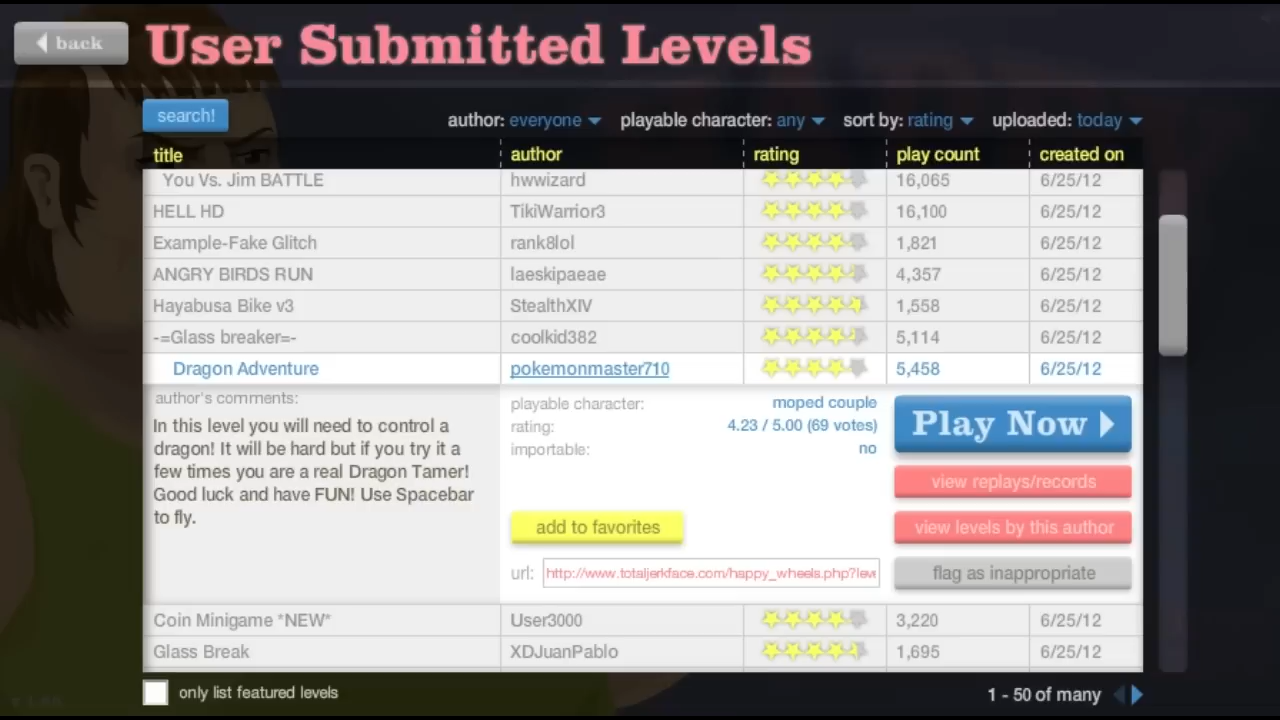 back
User Submitted Levels
search!
author: everyone playable character: any sort by: rating uploaded: today
title author rating play count created on
You Vs. Jim BATTLE hwwizard 16,065 6/25/12
HELL HD TikiWarrior3 16,100 6/25/12
Example-Fake Glitch rank8lol 1,821 6/25/12
ANGRY BIRDS RUN laeskipaeae 4,357 6/25/12
Hayabusa Bike v3 StealthXIV 1,558 6/25/12
-=Glass breaker=- coolkid382 5,114 6/25/12
Dragon Adventure pokemonmaster710 5,458 6/25/12
author's comments:
In this level you will need to control a
dragon! It will be hard but if you try it a
few times you are a real Dragon Tamer!
Good luck and have FUN! Use Spacebar
to fly.
playable character: moped couple
rating: 4.23 / 5.00 (69 votes)
importable: no
add to favorites
url: http://www.totaljerkface.com/happy_wheels.php?leve
Play Now
view replays/records
view levels by this author
flag as inappropriate
Coin Minigame *NEW* User3000 3,220 6/25/12
Glass Break XDJuanPablo 1,695 6/25/12
only list featured levels
1 - 50 of many